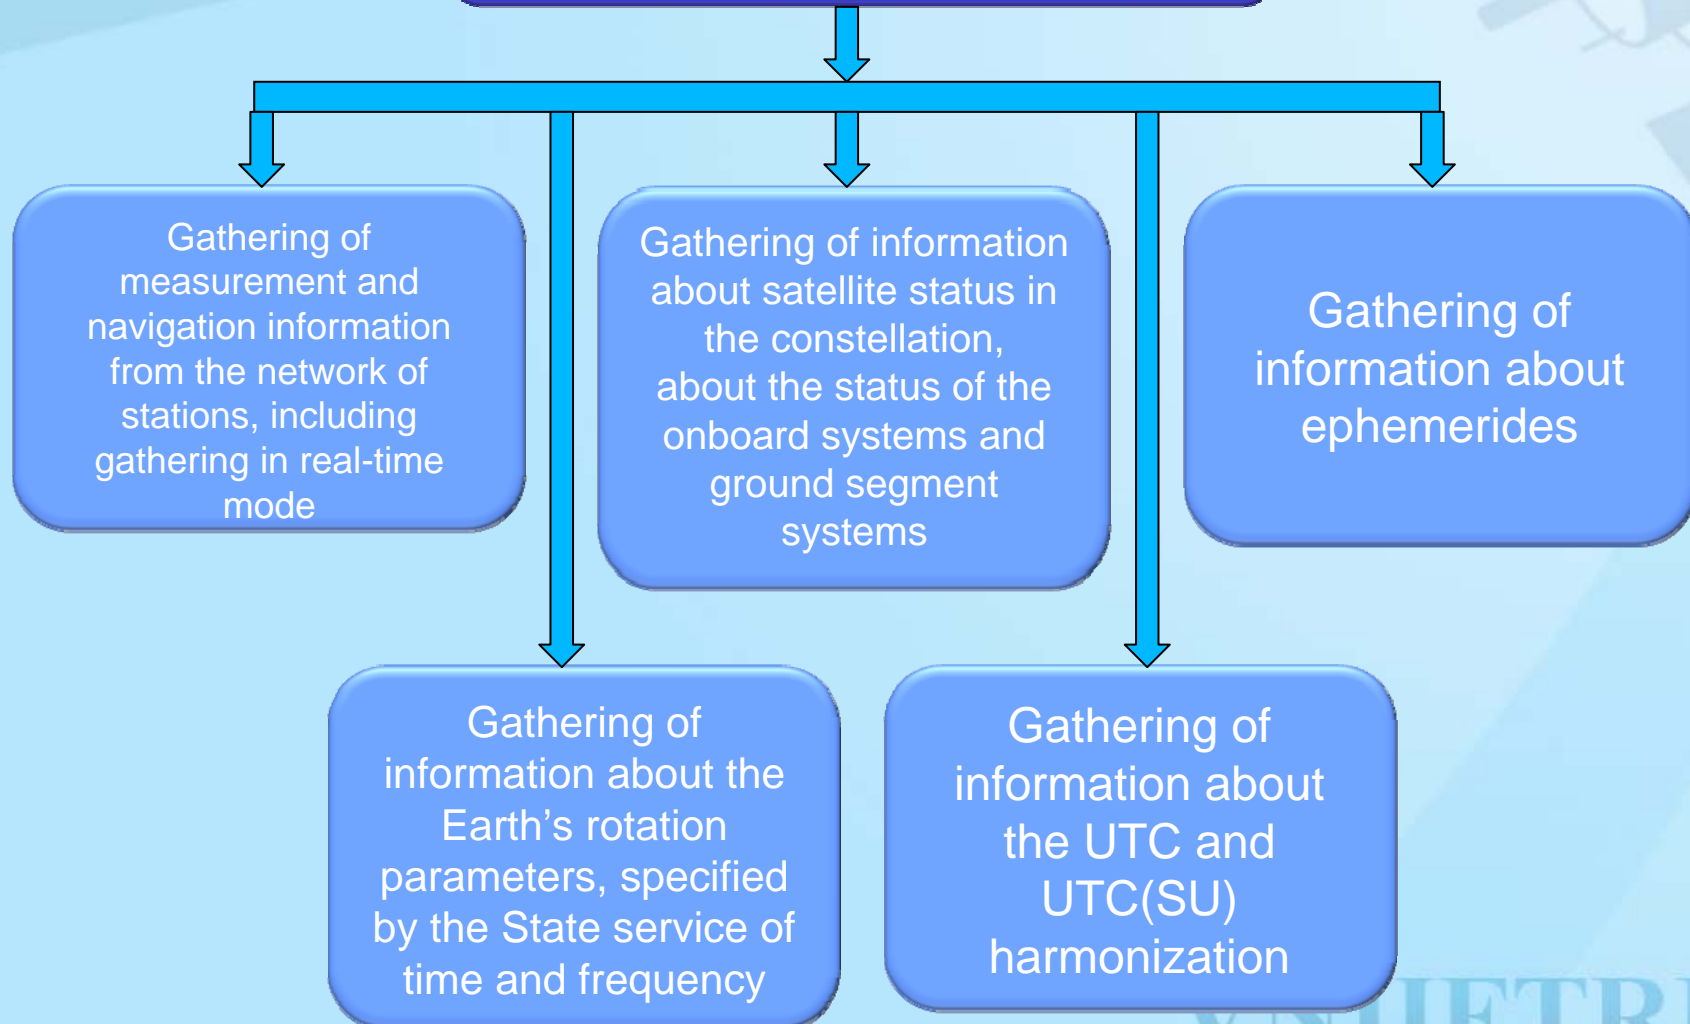 Gathering of
measurement and
navigation information
from the network of
stations, including
gathering in real-time
mode
Gathering of information
about satellite status in
the constellation,
about the status of the
onboard systems and
ground segment
systems
Gathering of
information about
ephemerides
Gathering of
information about the
Earth’s rotation
parameters, specified
by the State service of
time and frequency
Gathering of
information about
the UTC and
UTC(SU)
harmonization